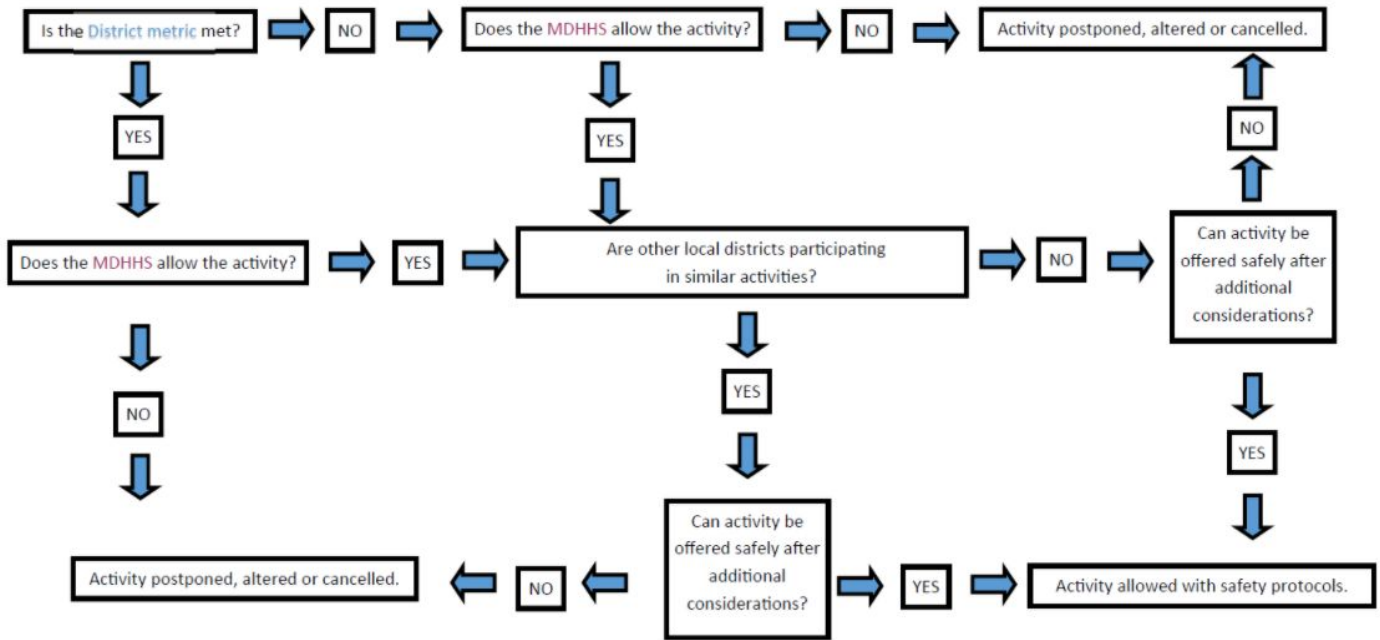 Is the District metric met?
NO
Does the MDHHS allow the activity?
NO
Activity postponed, altered or cancelled.
YES
YES
NO
Does the MDHHS allow the activity?
YES
Are other local districts participating
in similar activities?
NO
Can activity be
offered safely after
additional
considerations?
NO
YES
YES
Activity postponed, altered or cancelled.
NO
Can activity be
offered safely after
additional
considerations?
YES
Activity allowed with safety protocols.